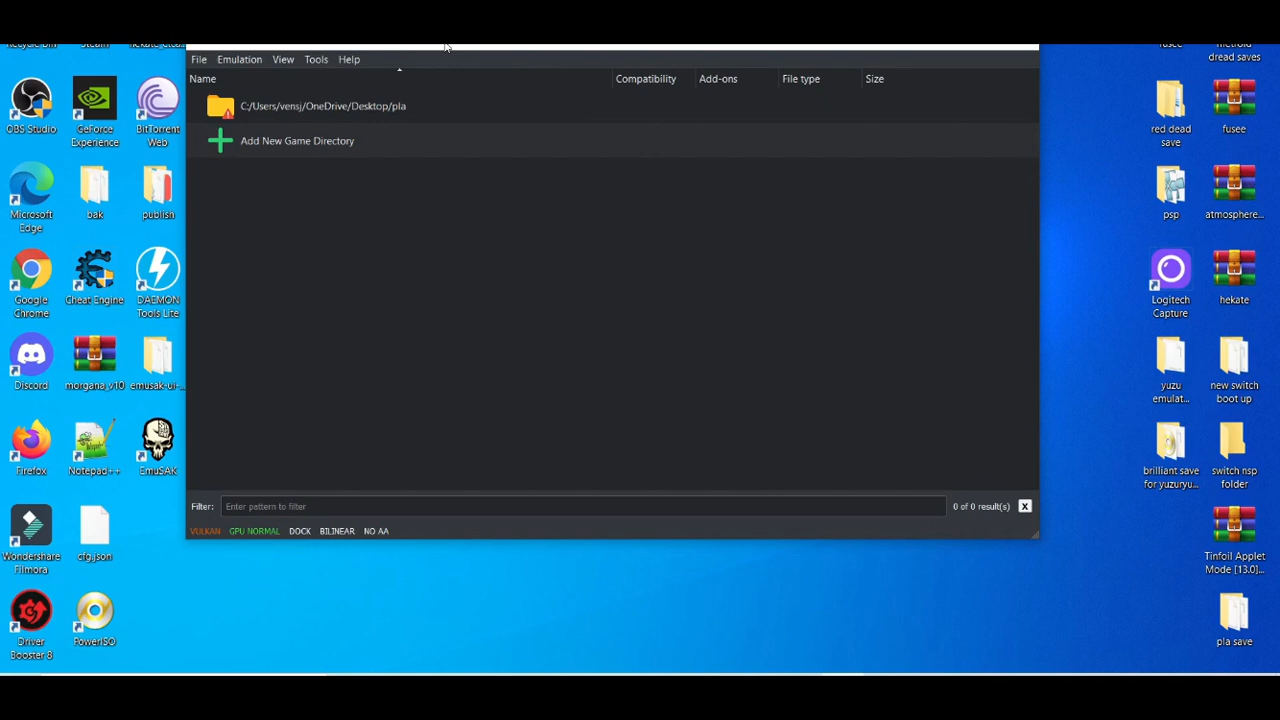 File Emulation View Tools Help
Name Compatibility Add-ons File type Size
C:/Users/vensj/OneDrive/Desktop/pla
Add New Game Directory
Filter: Enter pattern to filter 0 of 0 result(s) X
VULKAN GPU NORMAL DOCK BILINEAR NO AA
OBS Studio
GeForce
Experience
BitTorrent
Web
Microsoft
Edge
bak
publisn
Google
Chrome
Cheat Engine
DAEMON
Tools Lite
Discord
morgana_v10
emusak-ui-...
Firefox
Notepad++
EmuSAK
Wondershare
Filmora
cfg.json
Driver
Booster 8
PowerISO
dread saves
red dead
save
fusee
psp
atmosphere...
Logitech
Capture
hekate
yuzu
emulat...
new switch
boot up
brilliant save
for yuzuryu...
switch nsp
folder
Tinfoil Applet
Mode [13.0]...
pla save